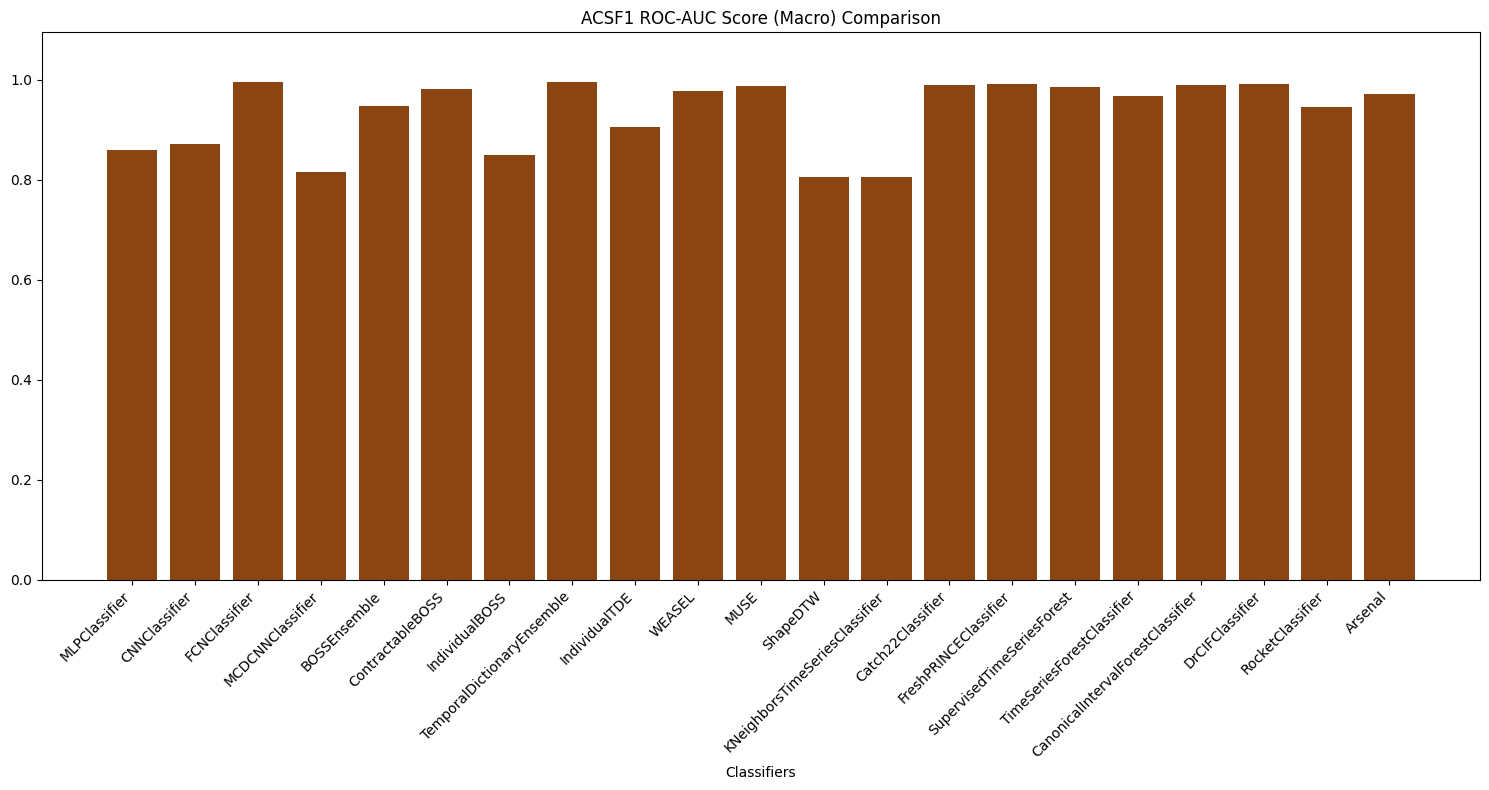 ACSF1 ROC-AUC Score (Macro) Comparison
1.0
0.8
0.6
0.4
0.2
0.0
MLPClassifier
CNNClassifier
FCNClassifier
MCDCNNClassifier
BOSSEnsemble
ContractableBOSS
IndividualBOSS
TemporalDictionaryEnsemble
IndividualTDE
WEASEL
MUSE
ShapeDTW
KNeighborsTimeSeriesClassifier
Catch22Classifier
FreshPRINCEClassifier
SupervisedTimeSeriesForest
TimeSeriesForestClassifier
CanonicalIntervalForestClassifier
DrCIFClassifier
RocketClassifier
Arsenal
Classifiers